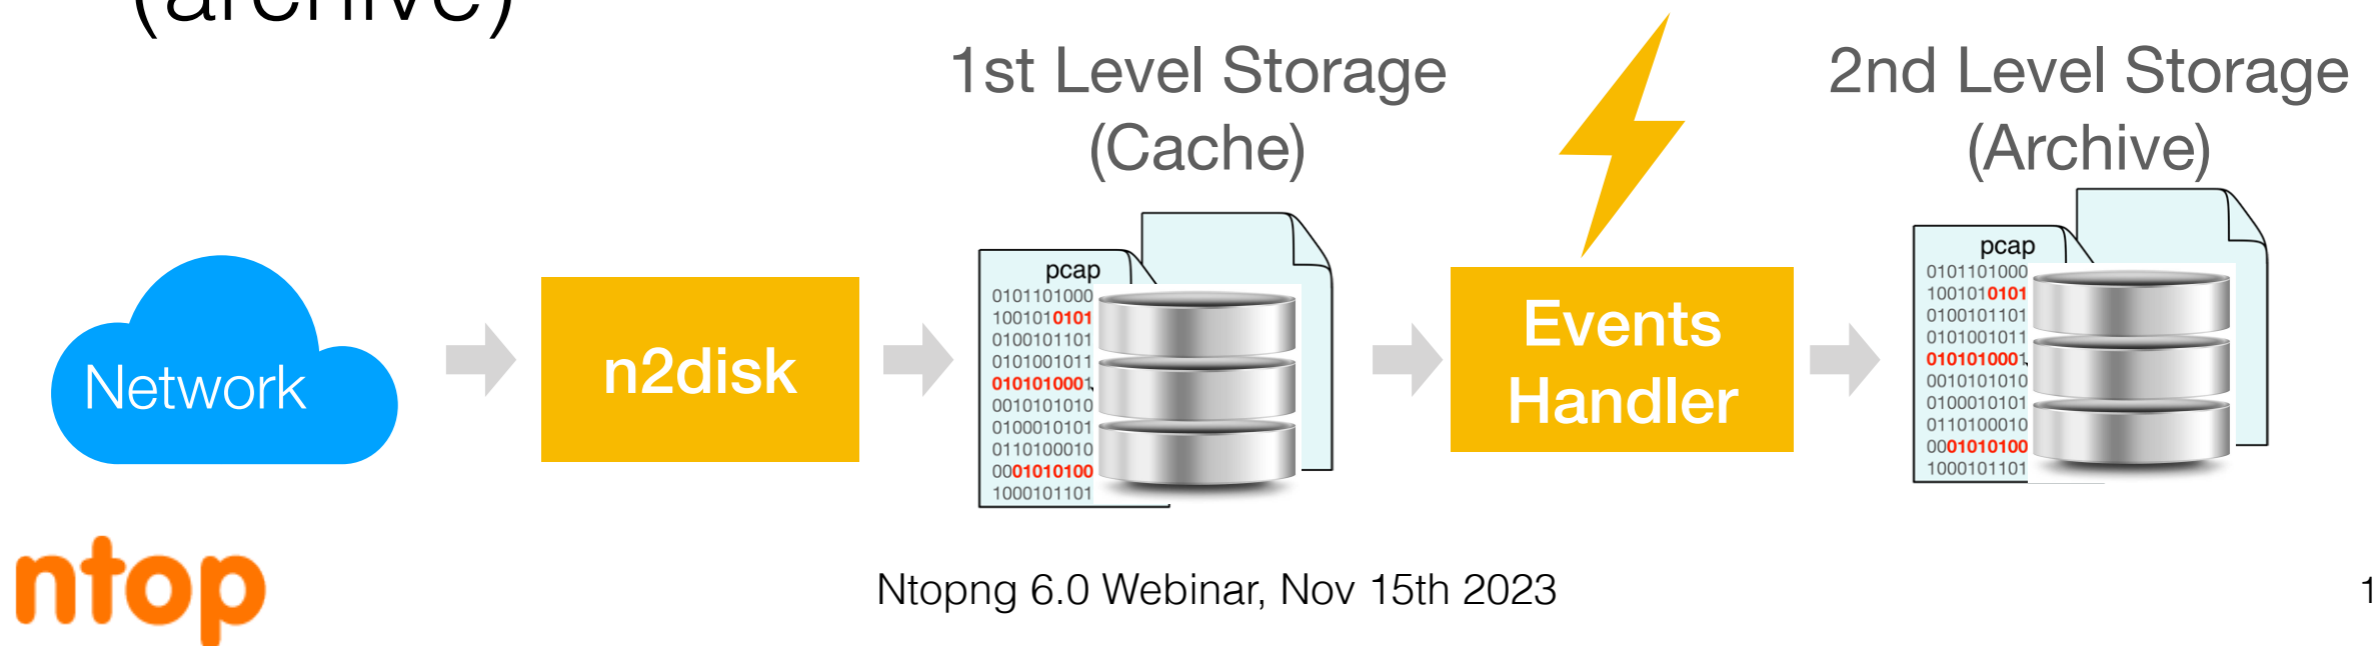 (archive)
1st Level Storage
(Cache)
2nd Level Storage
(Archive)
Network
n2disk
pcap
0101101000
1001010101
0100101101
0101001011
0101010001
0010101010
0100010101
0110100010
0001010100
1000101101
Events
Handler
pcap
0101101000
1001010101
0100101101
0101001011
0101010001
0010101010
0100010101
0110100010
0001010100
1000101101
ntop
Ntopng 6.0 Webinar, Nov 15th 2023
1